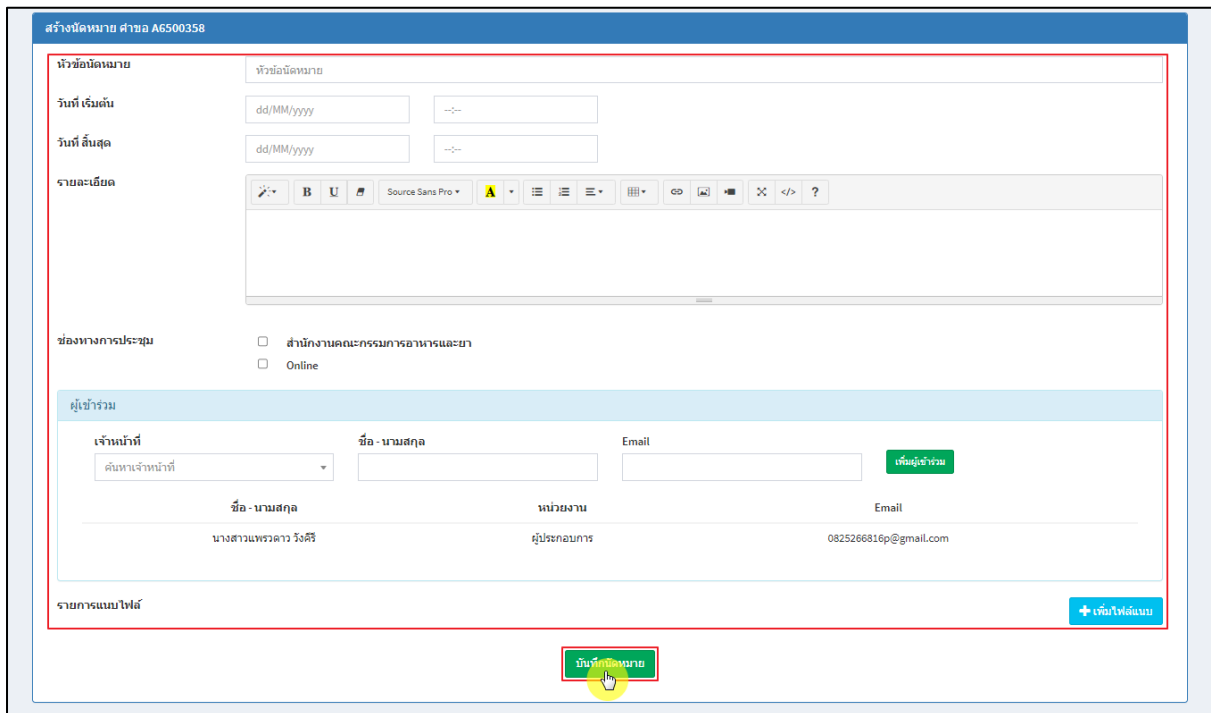 สร้างนัดหมาย คำขอ A6500358
หัวข้อนัดหมาย
หัวข้อนัดหมาย
วันที่ เริ่มต้น
dd/MM/yyyy --:--
วันที่ สิ้นสุด
dd/MM/yyyy --:--
รายละเอียด
B U Source Sans Pro A </> ?
ช่องทางการประชุม
สำนักงานคณะกรรมการอาหารและยา
Online
ผู้เข้าร่วม
เจ้าหน้าที่ ชื่อ - นามสกุล Email
ค้นหาเจ้าหน้าที่ เพิ่มผู้เข้าร่วม
ชื่อ - นามสกุล หน่วยงาน Email
นางสาวแพรวดาว วังคีรี ผู้ประกอบการ 0825266816p@gmail.com
รายการแนบไฟล์
เพิ่มไฟล์แนบ
บันทึกนัดหมาย